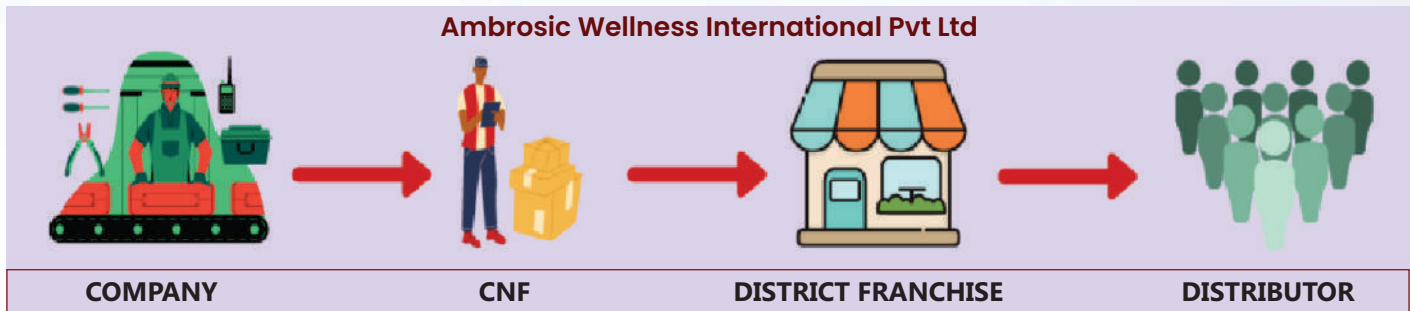 Ambrosic Wellness International Pvt Ltd
COMPANY CNF DISTRICT FRANCHISE DISTRIBUTOR